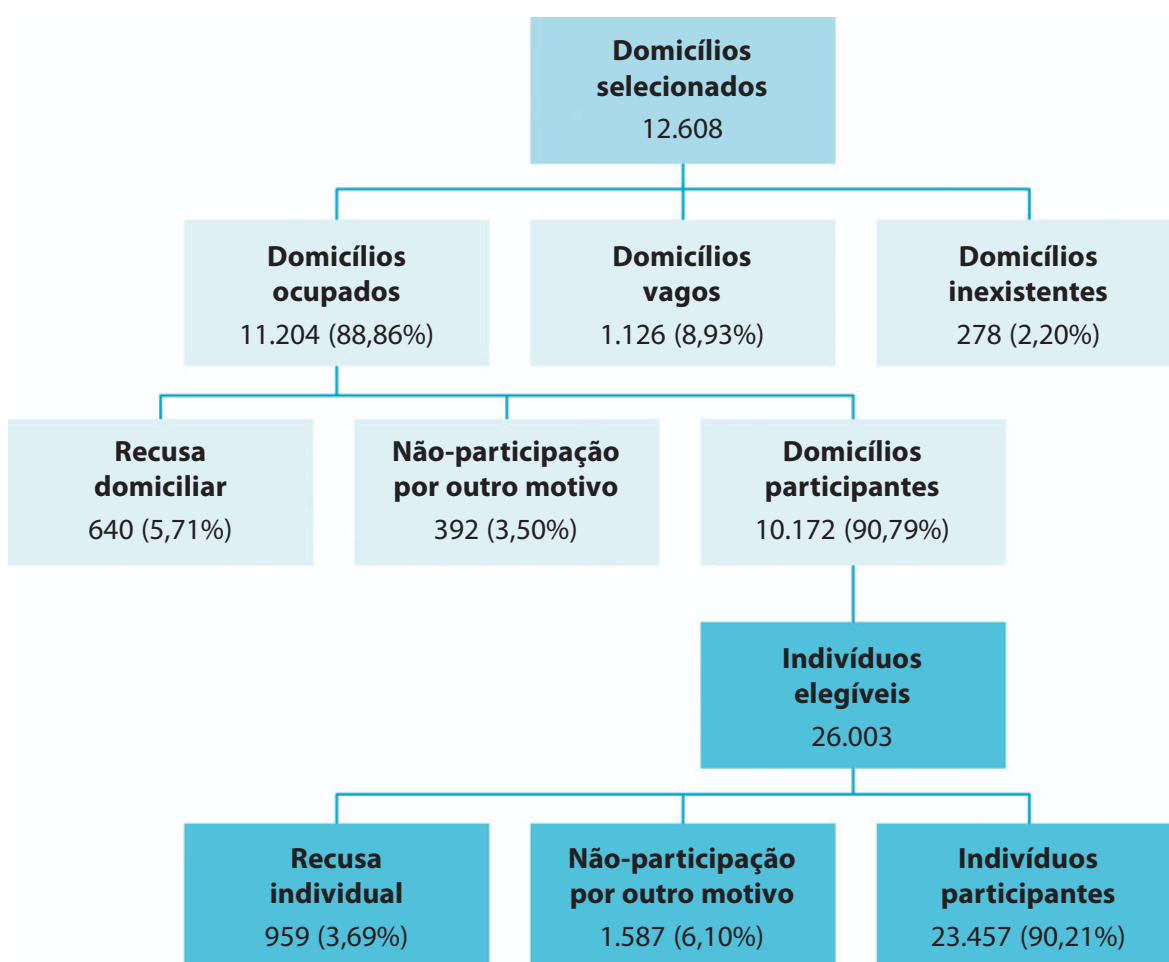 Domicílios
selecionados
12.608
Domicílios
ocupados
11.204 (88,86%)
Domicílios
vagos
1.126 (8,93%)
Domicílios
inexistentes
278 (2,20%)
Recusa
domiciliar
640 (5,71%)
Não-participação
por outro motivo
392 (3,50%)
Domicílios
participantes
10.172 (90,79%)
Indivíduos
elegíveis
26.003
Recusa
individual
959 (3,69%)
Não-participação
por outro motivo
1.587 (6,10%)
Indivíduos
participantes
23.457 (90,21%)